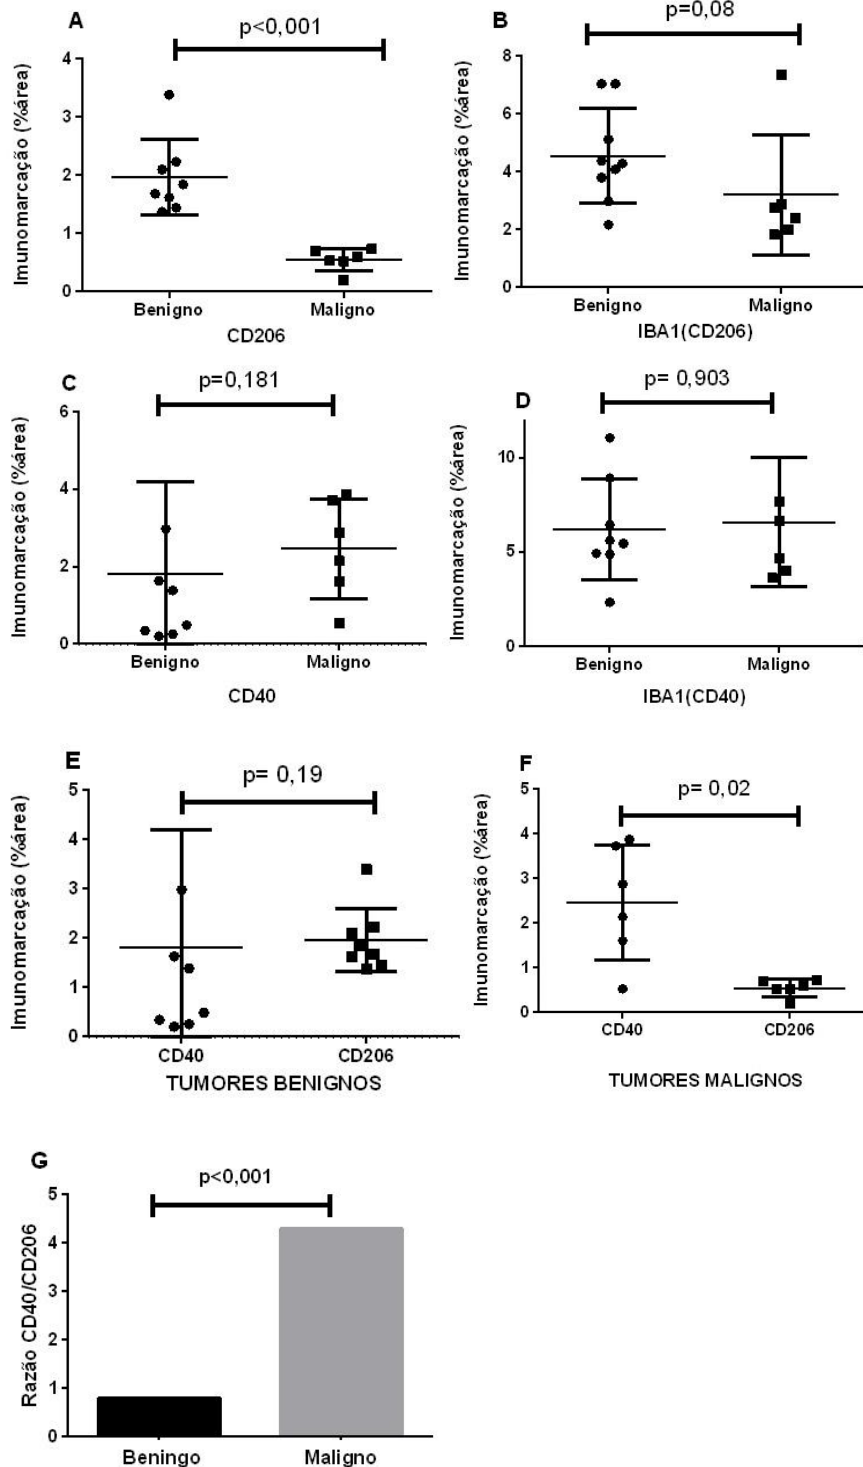 A
p<0,001
Imunomarcação (%área)
4
3
2
1
0
Benigno
Maligno
CD206
B
p=0,08
Imunomarcação (%área)
8
6
4
2
0
Benigno
Maligno
IBA1(CD206)
C
p=0,181
Imunomarcação (%área)
6
4
2
0
Benigno
Maligno
CD40
D
p= 0,903
Imunomarcação (%área)
10
5
0
Benigno
Maligno
IBA1(CD40)
E
p= 0,19
Imunomarcação (%área)
5
4
3
2
1
0
CD40
CD206
TUMORES BENIGNOS
F
p= 0,02
Imunomarcação (%área)
5
4
3
2
1
0
CD40
CD206
TUMORES MALIGNOS
G
p<0,001
Razão CD40/CD206
5
4
3
2
1
0
Beningo
Maligno